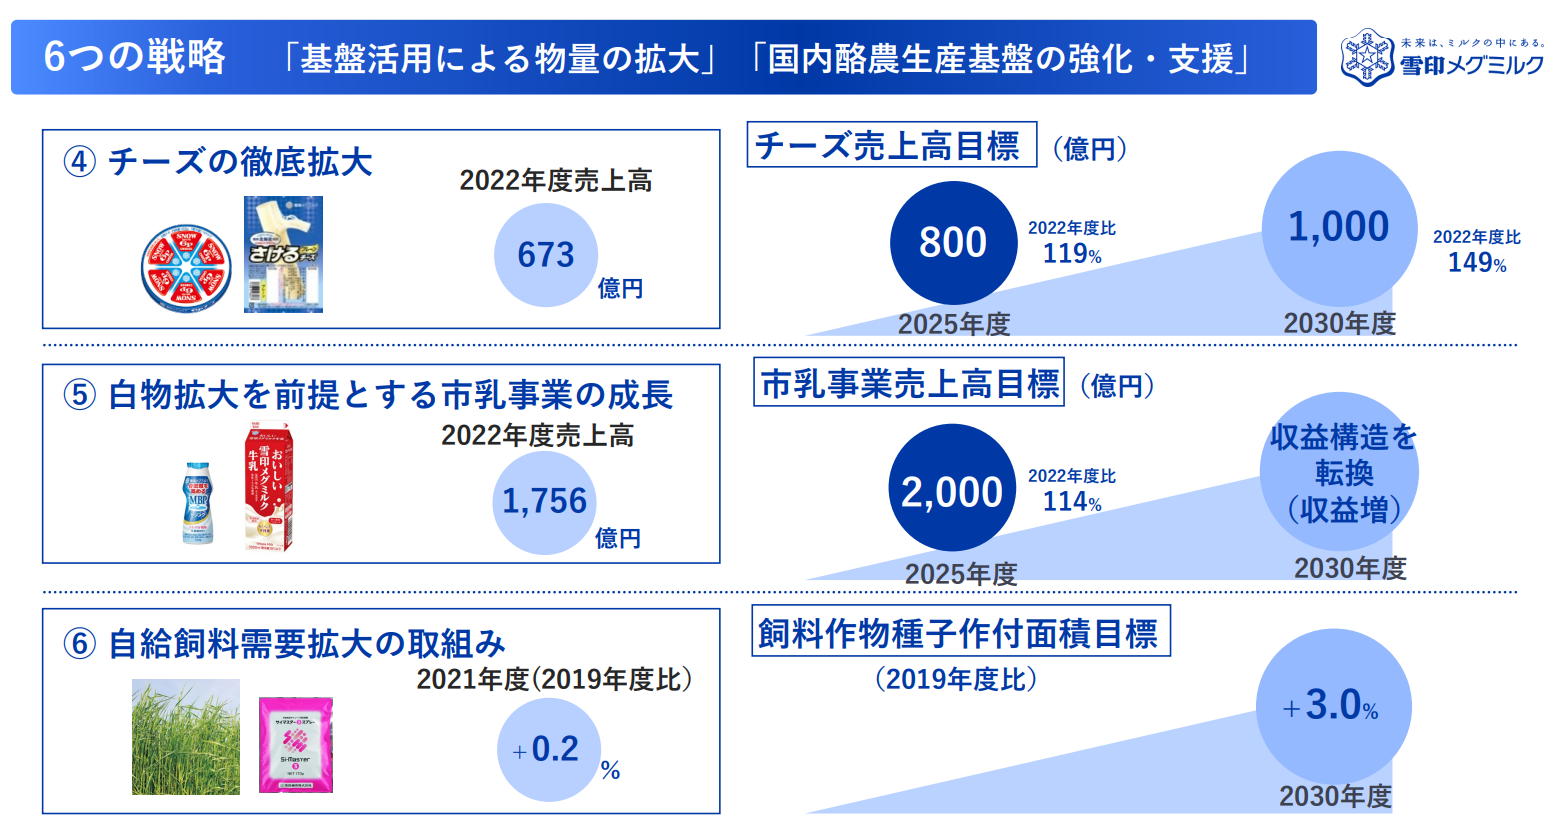 6つの戦略 「基盤活用による物量の拡大」「国内酪農生産基盤の強化・支援」
未来は、ミルクの中にある。
雪印メグミルク
④ チーズの徹底拡大
2022年度売上高
673
億円
SNOW
6P
さける
チーズ
チーズ売上高目標
（億円）
800
2022年度比
119%
2025年度
1,000
2022年度比
149%
2030年度
⑤ 白物拡大を前提とする市乳事業の成長
2022年度売上高
1,756
億円
MBP
おいしい
雪印メグミルク
牛乳
市乳事業売上高目標
（億円）
2,000
2022年度比
114%
2025年度
収益構造を
転換
（収益増）
2030年度
⑥ 自給飼料需要拡大の取組み
2021年度(2019年度比）
+0.2
%
サイマスター
Si-Master
飼料作物種子作付面積目標
（2019年度比）
+3.0%
2030年度